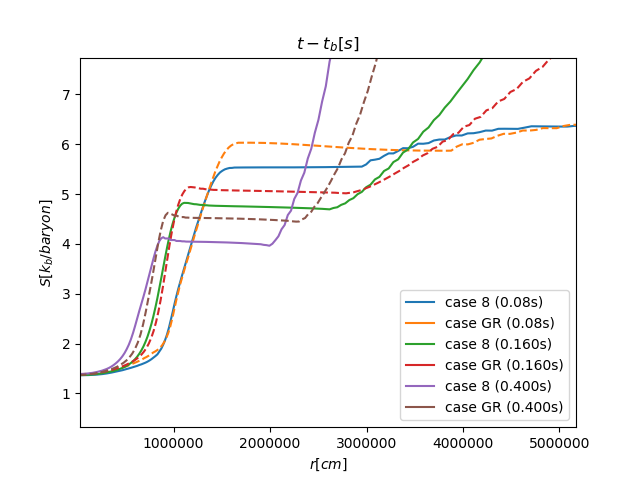 t − t_b[s]
S[k_b/baryon]
7
6
5
4
3
2
1
case 8 (0.08s)
case GR (0.08s)
case 8 (0.160s)
case GR (0.160s)
case 8 (0.400s)
case GR (0.400s)
1000000 2000000 3000000 4000000 5000000
r[cm]